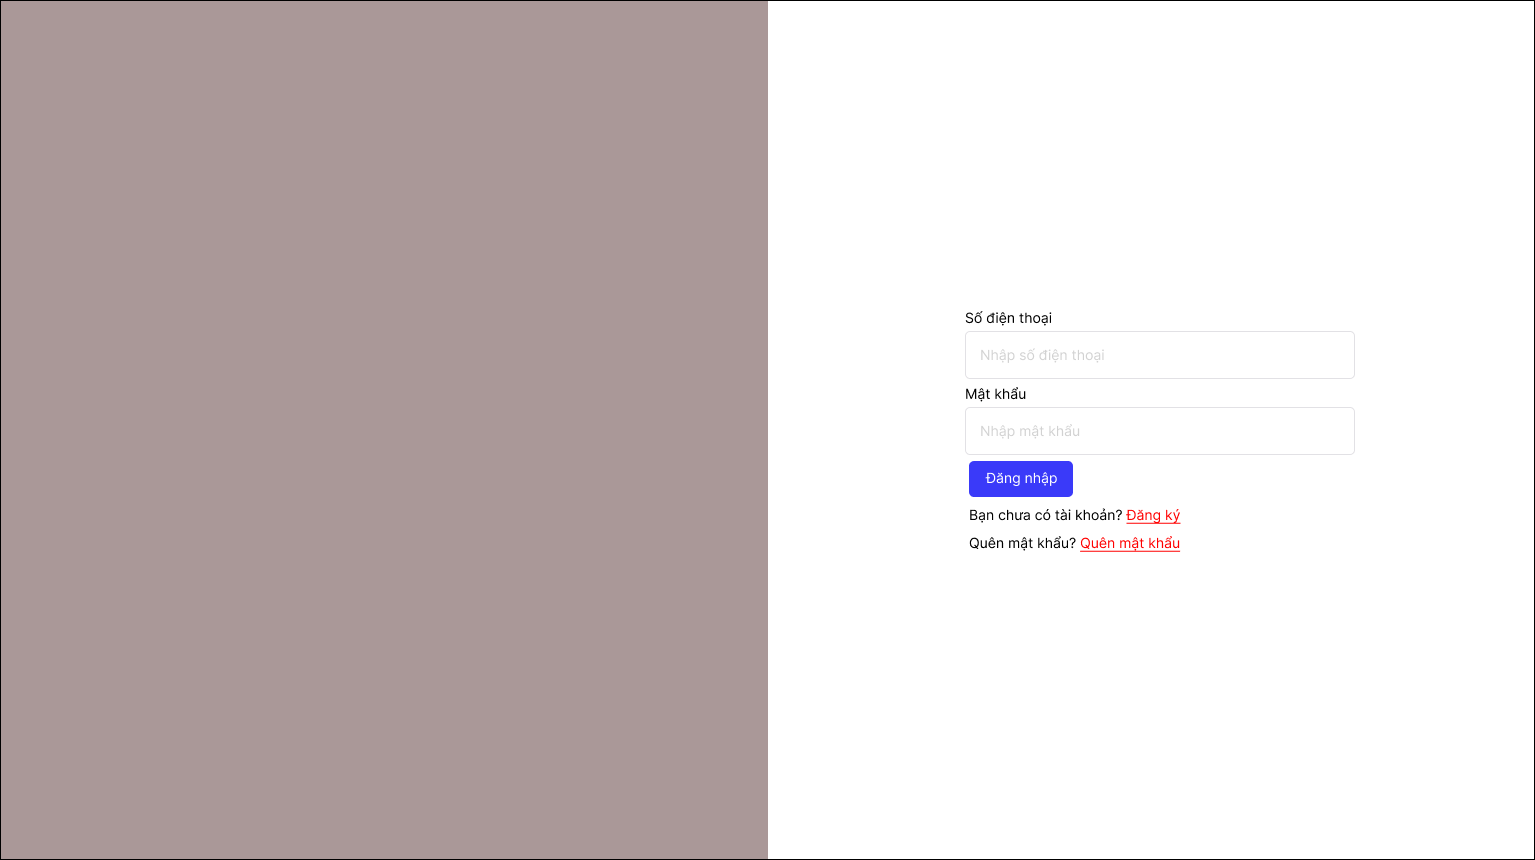 Số điện thoại
Nhập số điện thoại
Mật khẩu
Nhập mật khẩu
Đăng nhập
Bạn chưa có tài khoản? Đăng ký
Quên mật khẩu? Quên mật khẩu